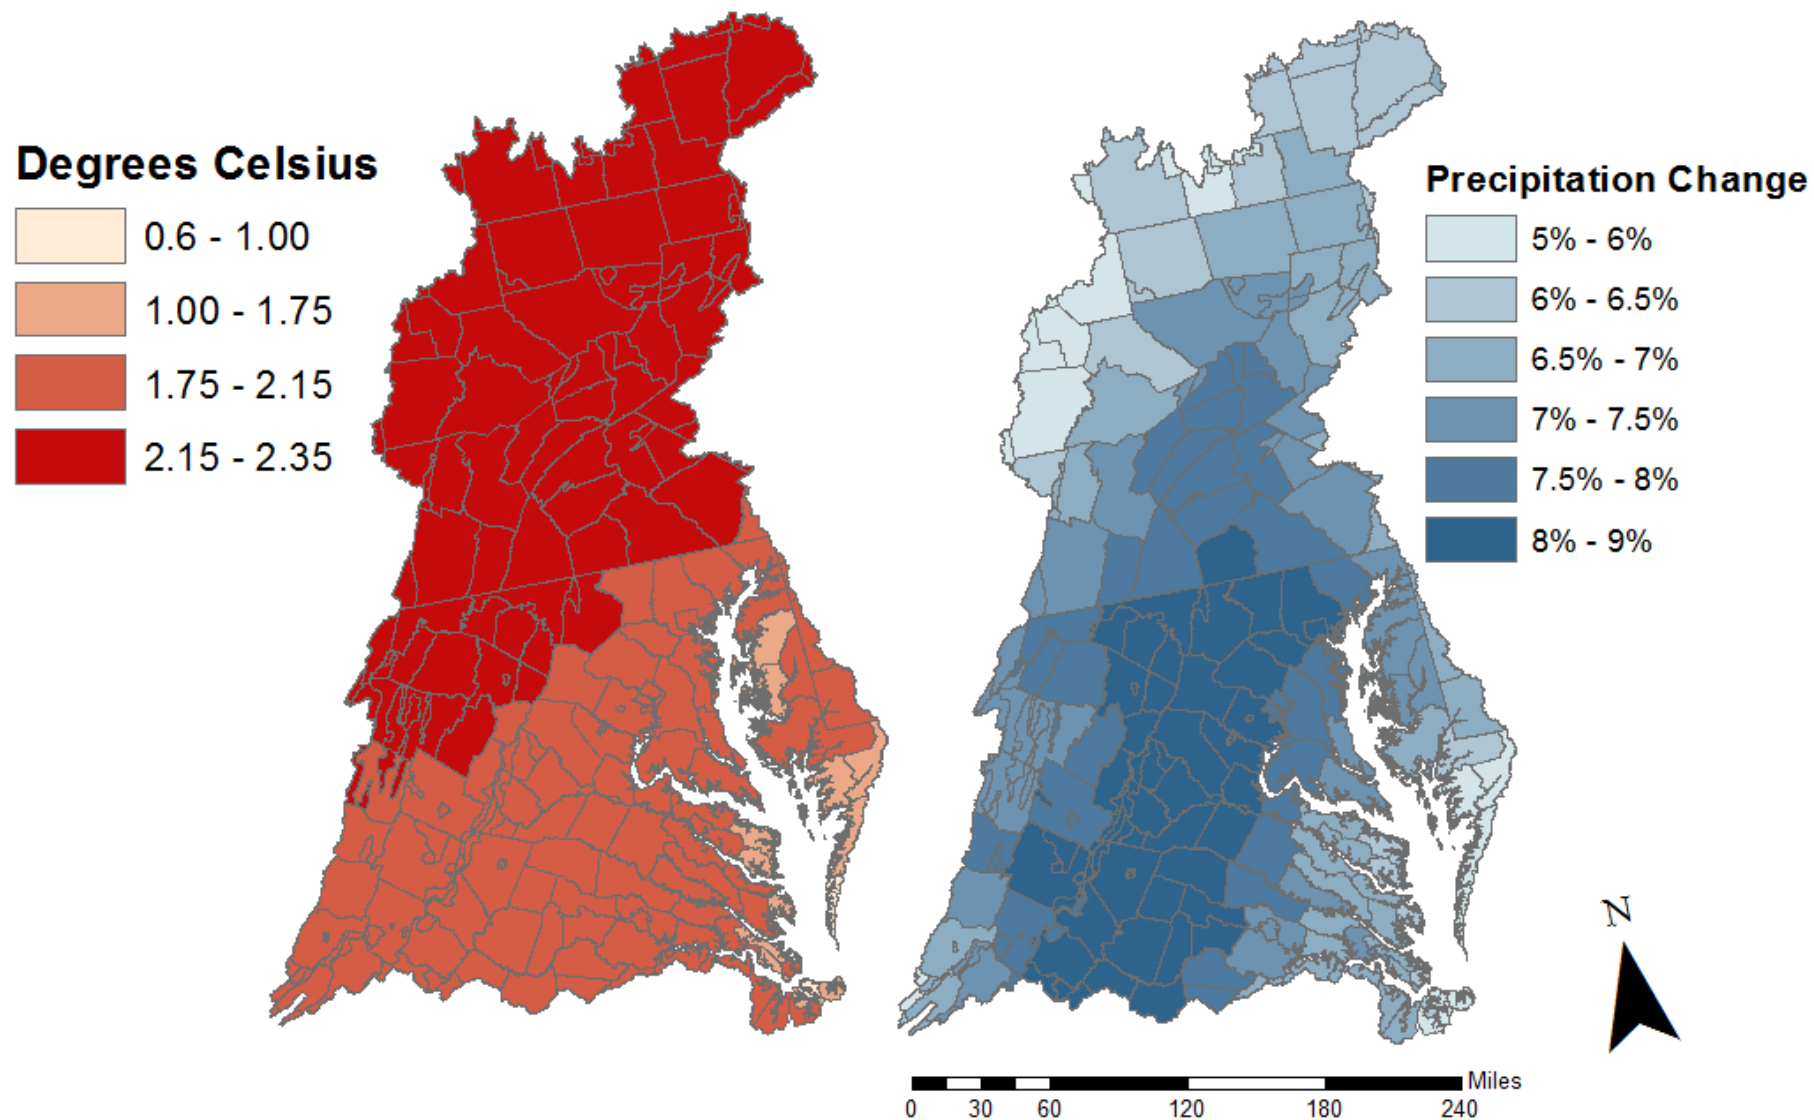 Degrees Celsius
0.6 - 1.00
1.00 - 1.75
1.75 - 2.15
2.15 - 2.35
Precipitation Change
5% - 6%
6% - 6.5%
6.5% - 7%
7% - 7.5%
7.5% - 8%
8% - 9%
N
Miles
0 30 60 120 180 240